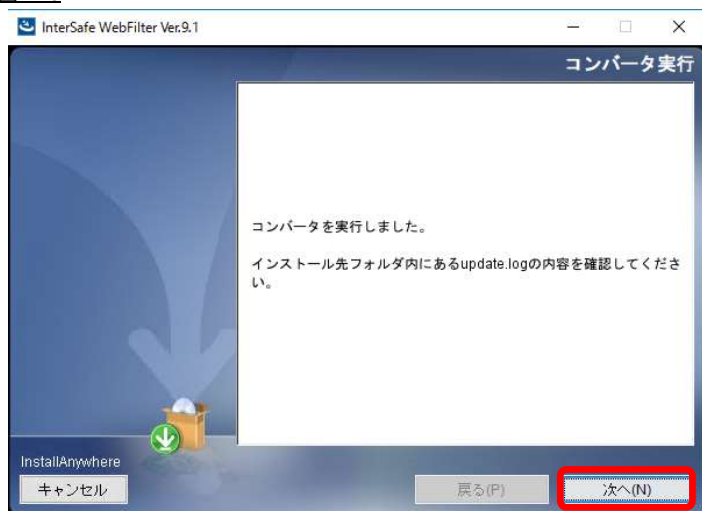 InterSafe WebFilter Ver.9.1
コンバータ実行
コンバータを実行しました。
インストール先フォルダ内にあるupdate.logの内容を確認してくださ
い。
InstallAnywhere
キャンセル
戻る(P)
次へ(N)